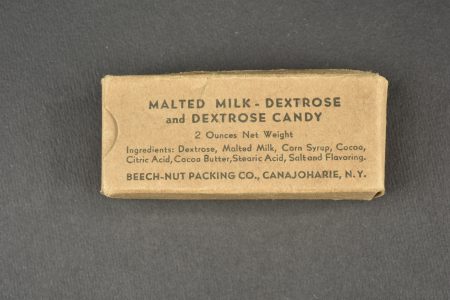 MALTED MILK - DEXTROSE
and DEXTROSE CANDY
2 Ounces Net Weight
Ingredients: Dextrose, Malted Milk, Corn Syrup, Cocoa,
Citric Acid, Cocoa Butter, Stearic Acid, Salt and Flavoring.
BEECH-NUT PACKING CO., CANAJOHARIE, N.Y.